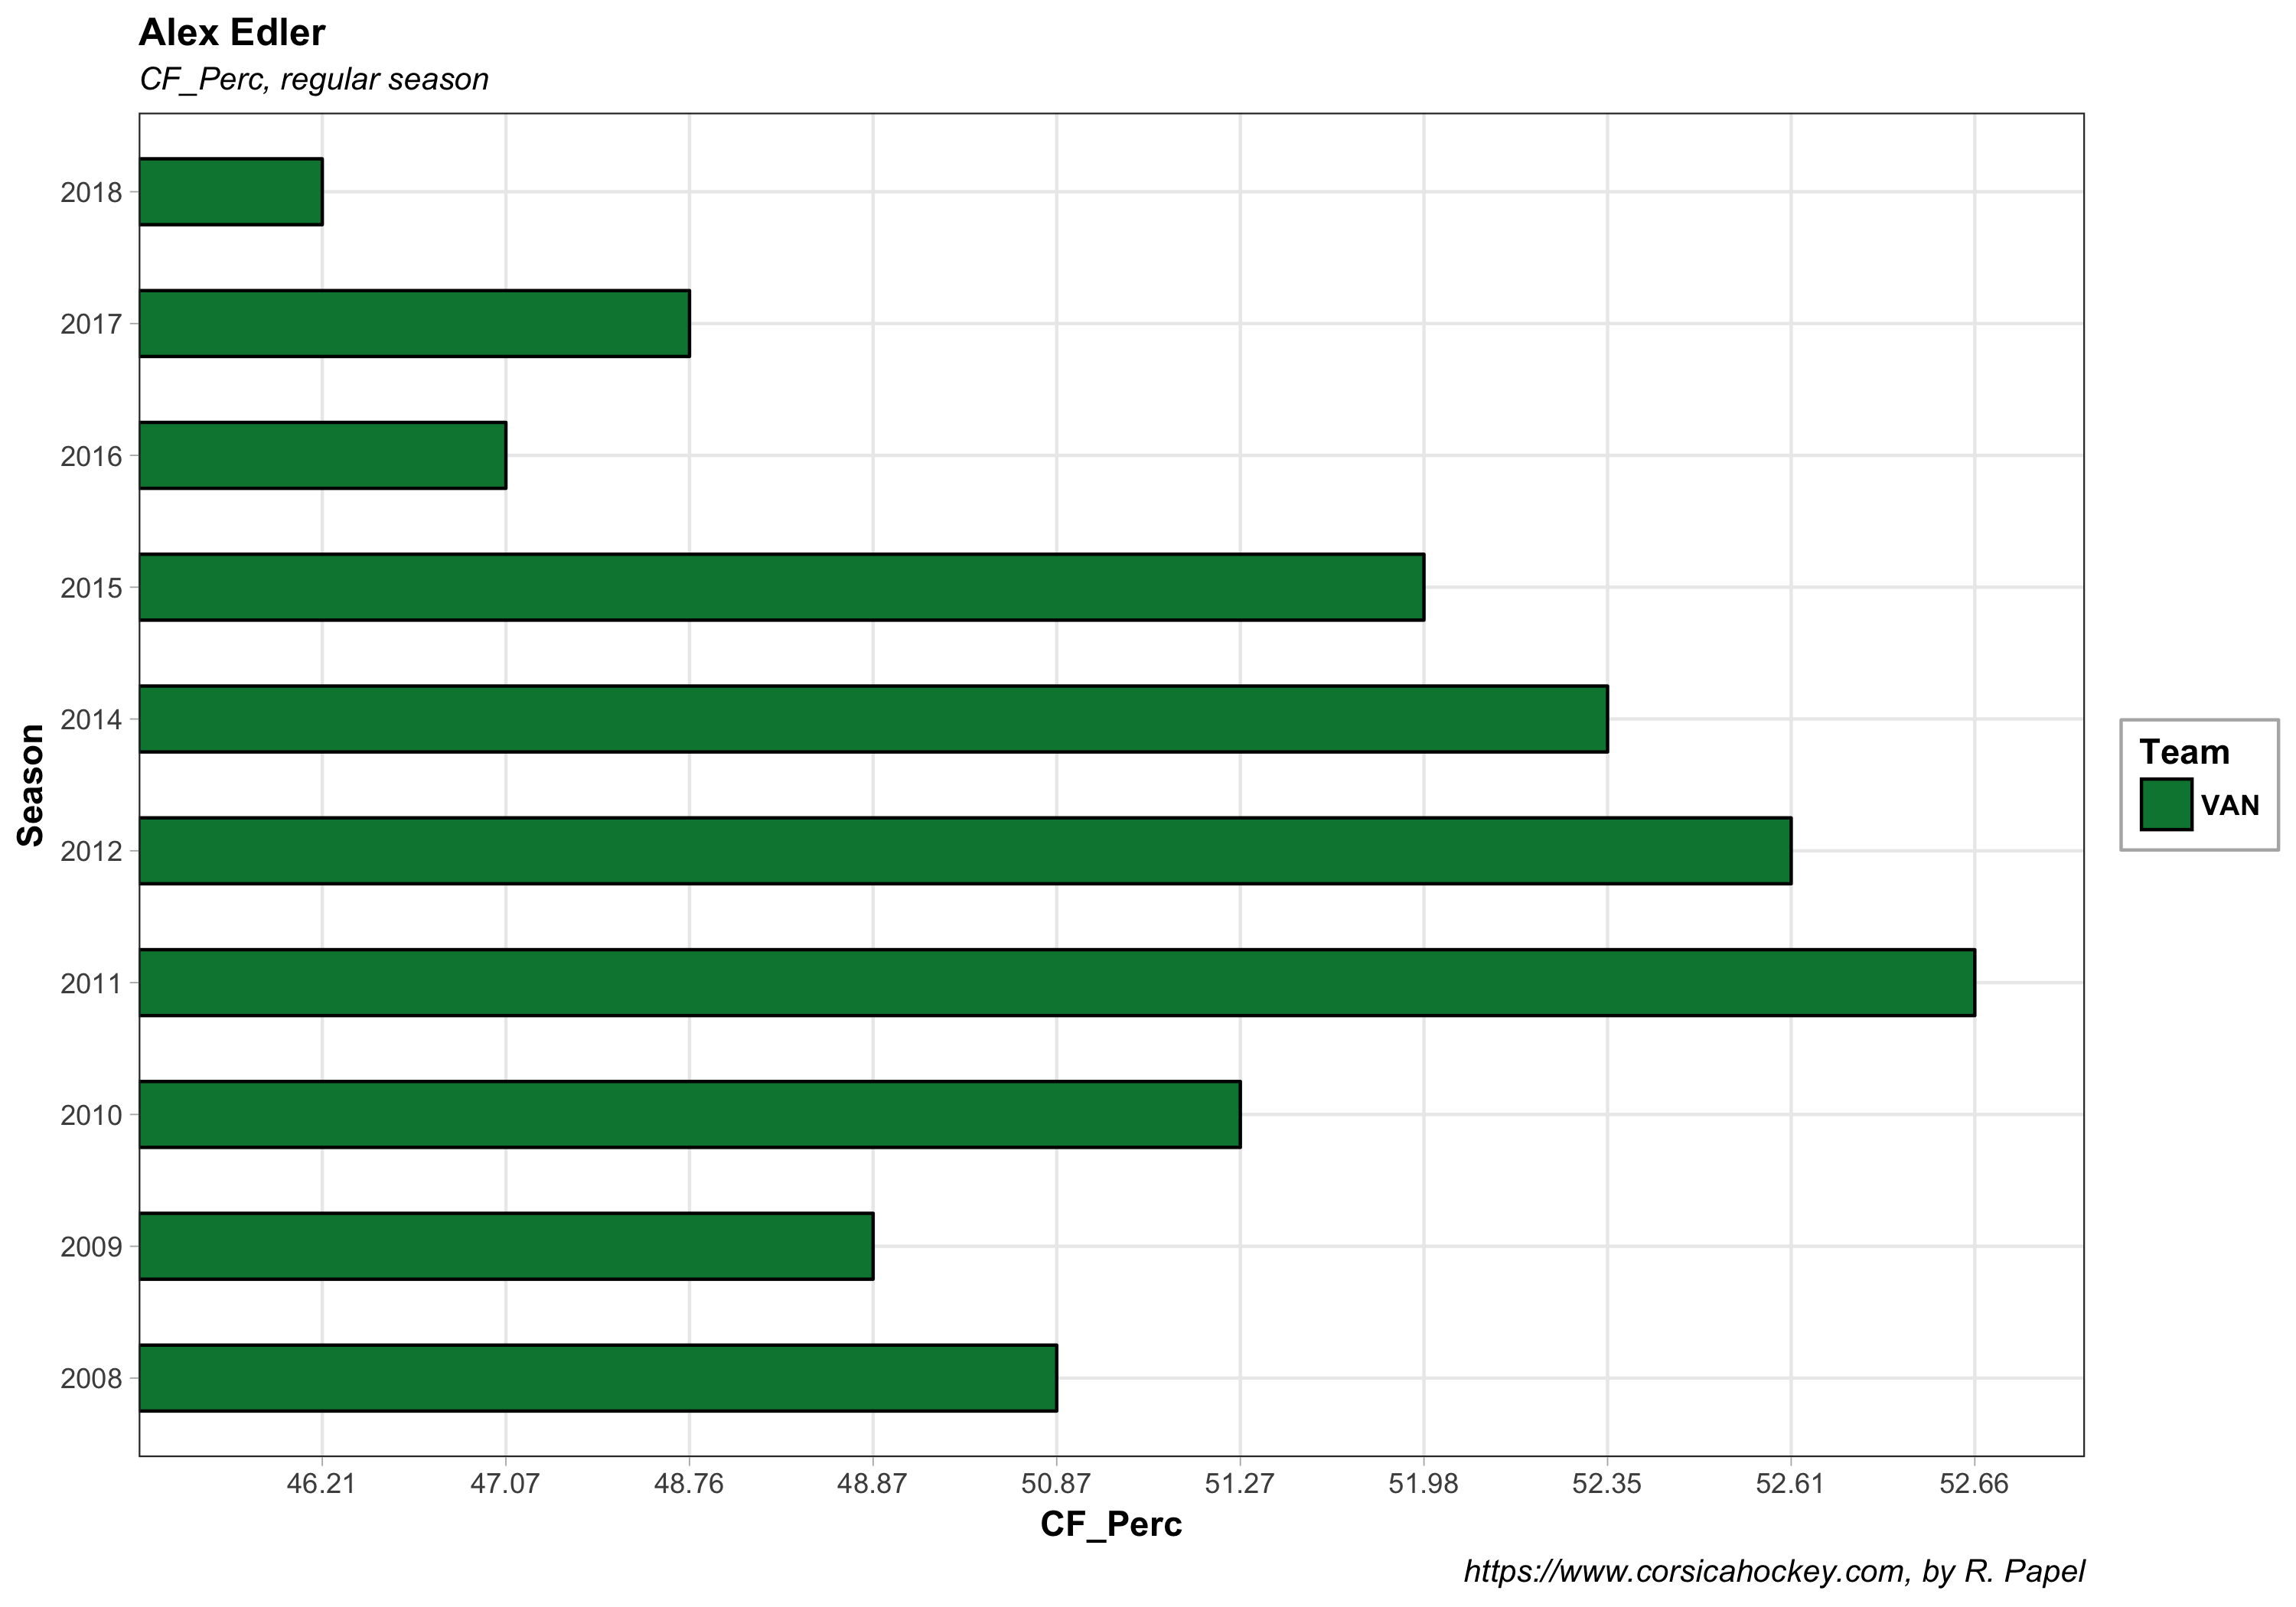 Alex Edler
CF_Perc, regular season
Season
2018
2017
2016
2015
2014
2012
2011
2010
2009
2008
46.21 47.07 48.76 48.87 50.87 51.27 51.98 52.35 52.61 52.66
CF_Perc
Team
VAN
https://www.corsicahockey.com, by R. Papel